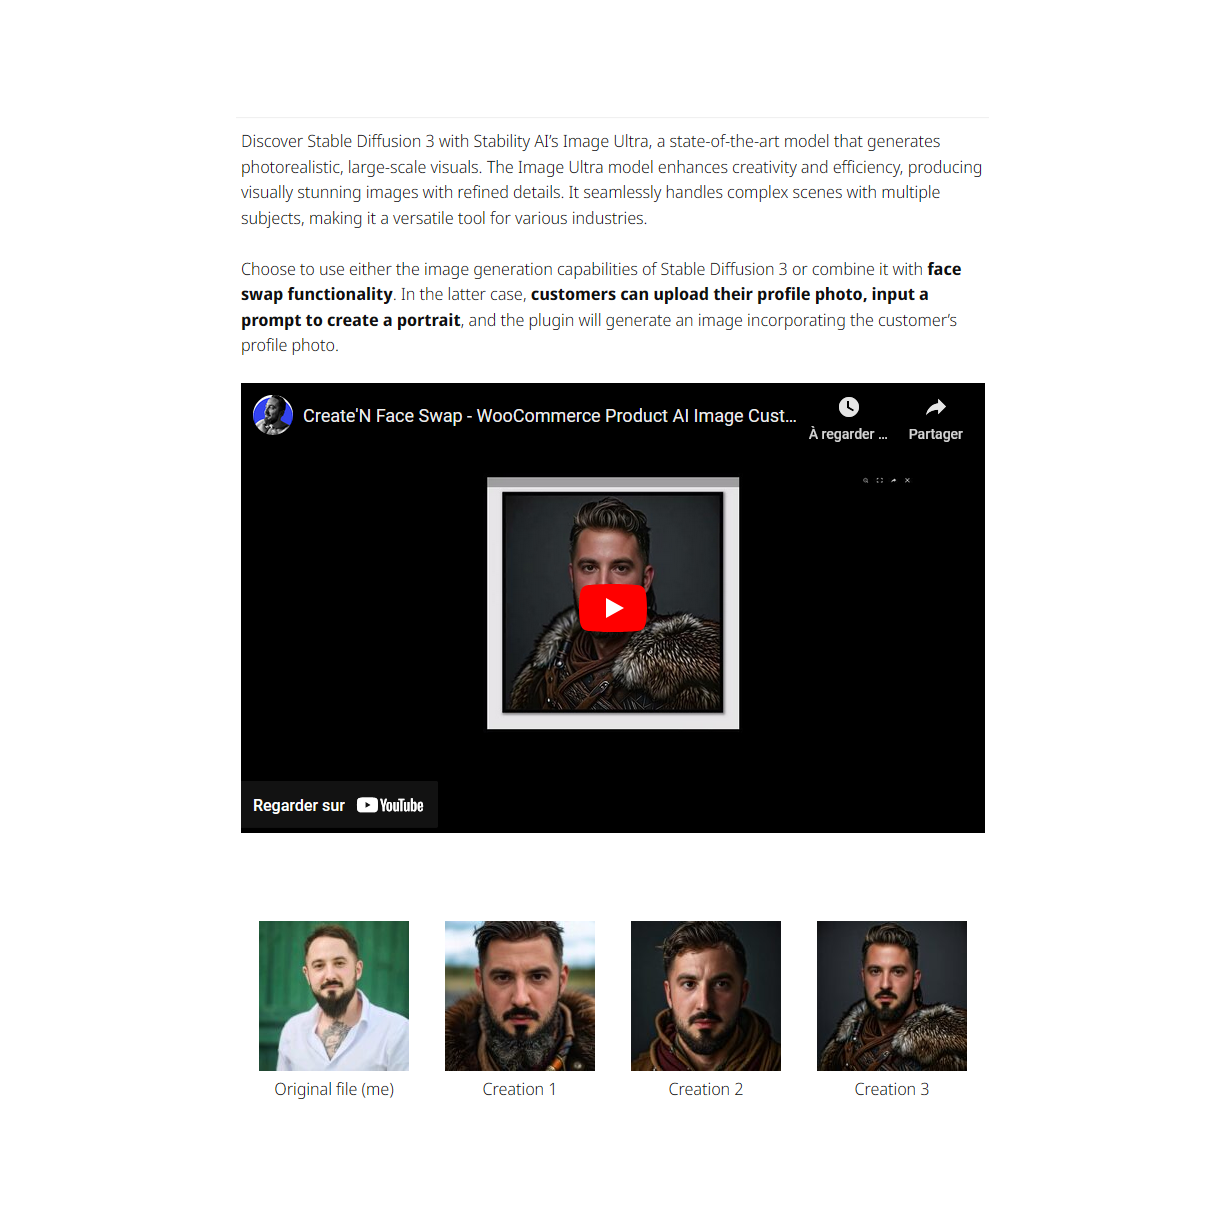 Discover Stable Diffusion 3 with Stability AI’s Image Ultra, a state-of-the-art model that generates
photorealistic, large-scale visuals. The Image Ultra model enhances creativity and efficiency, producing
visually stunning images with refined details. It seamlessly handles complex scenes with multiple
subjects, making it a versatile tool for various industries.
Choose to use either the image generation capabilities of Stable Diffusion 3 or combine it with face
swap functionality. In the latter case, customers can upload their profile photo, input a
prompt to create a portrait, and the plugin will generate an image incorporating the customer’s
profile photo.
Create'N Face Swap - WooCommerce Product AI Image Cust...
À regarder ...
Partager
Regarder sur YouTube
Original file (me)
Creation 1
Creation 2
Creation 3